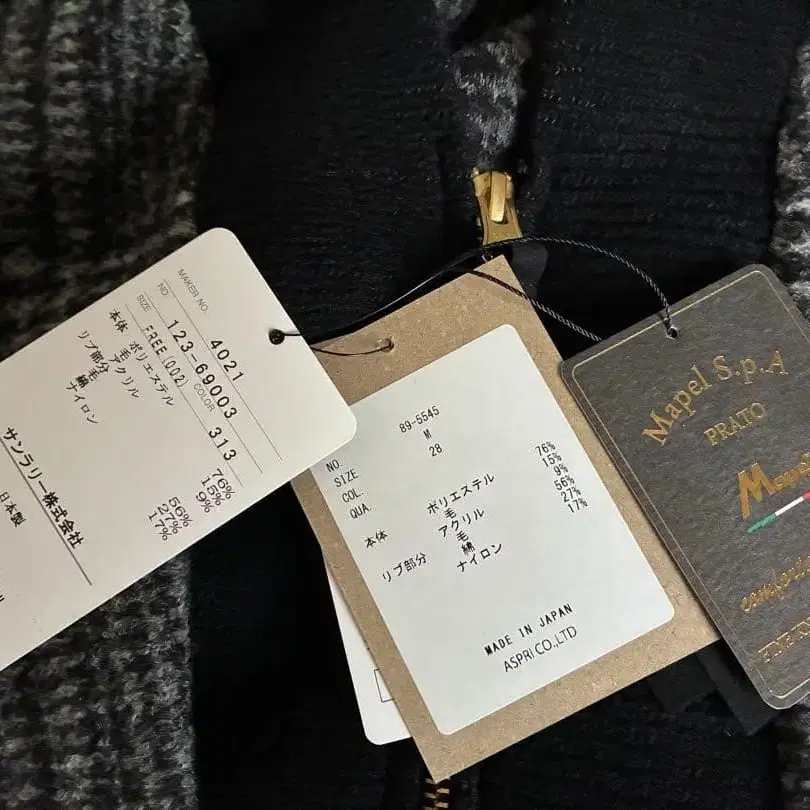 MAKER NO.
4021
NO
123-69003
SIZE
COLOR
FREE(002)
313
本体 ポリエステル 76%
毛 15%
アクリル 9%
リブ部分 毛 56%
綿 27%
ナイロン 17%
サンラリー株式会社
日本製
NO. 89-5545
SIZE M
COL. 28
QUA.
本体 ポリエステル 76%
毛 15%
アクリル 9%
リブ部分 毛 56%
綿 27%
ナイロン 17%
MADE IN JAPAN
ASPRI CO.,LTD
Mapel S.p.A
PRATO